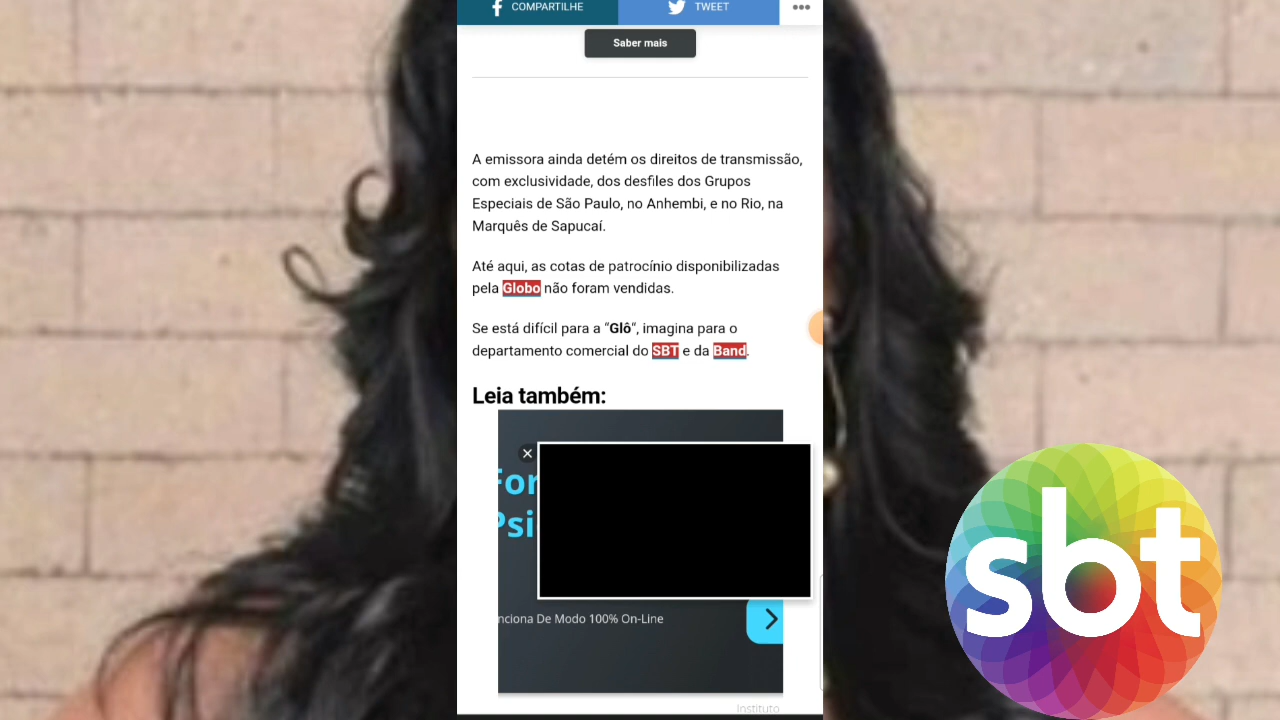 COMPARTILHE
TWEET
Saber mais
A emissora ainda detém os direitos de transmissão,
com exclusividade, dos desfiles dos Grupos
Especiais de São Paulo, no Anhembi, e no Rio, na
Marquês de Sapucaí.
Até aqui, as cotas de patrocínio disponibilizadas
pela Globo não foram vendidas.
Se está difícil para a “Glô”, imagina para o
departamento comercial do SBT e da Band.
Leia também:
For
Psi
nciona De Modo 100% On-Line
Instituto
sbt